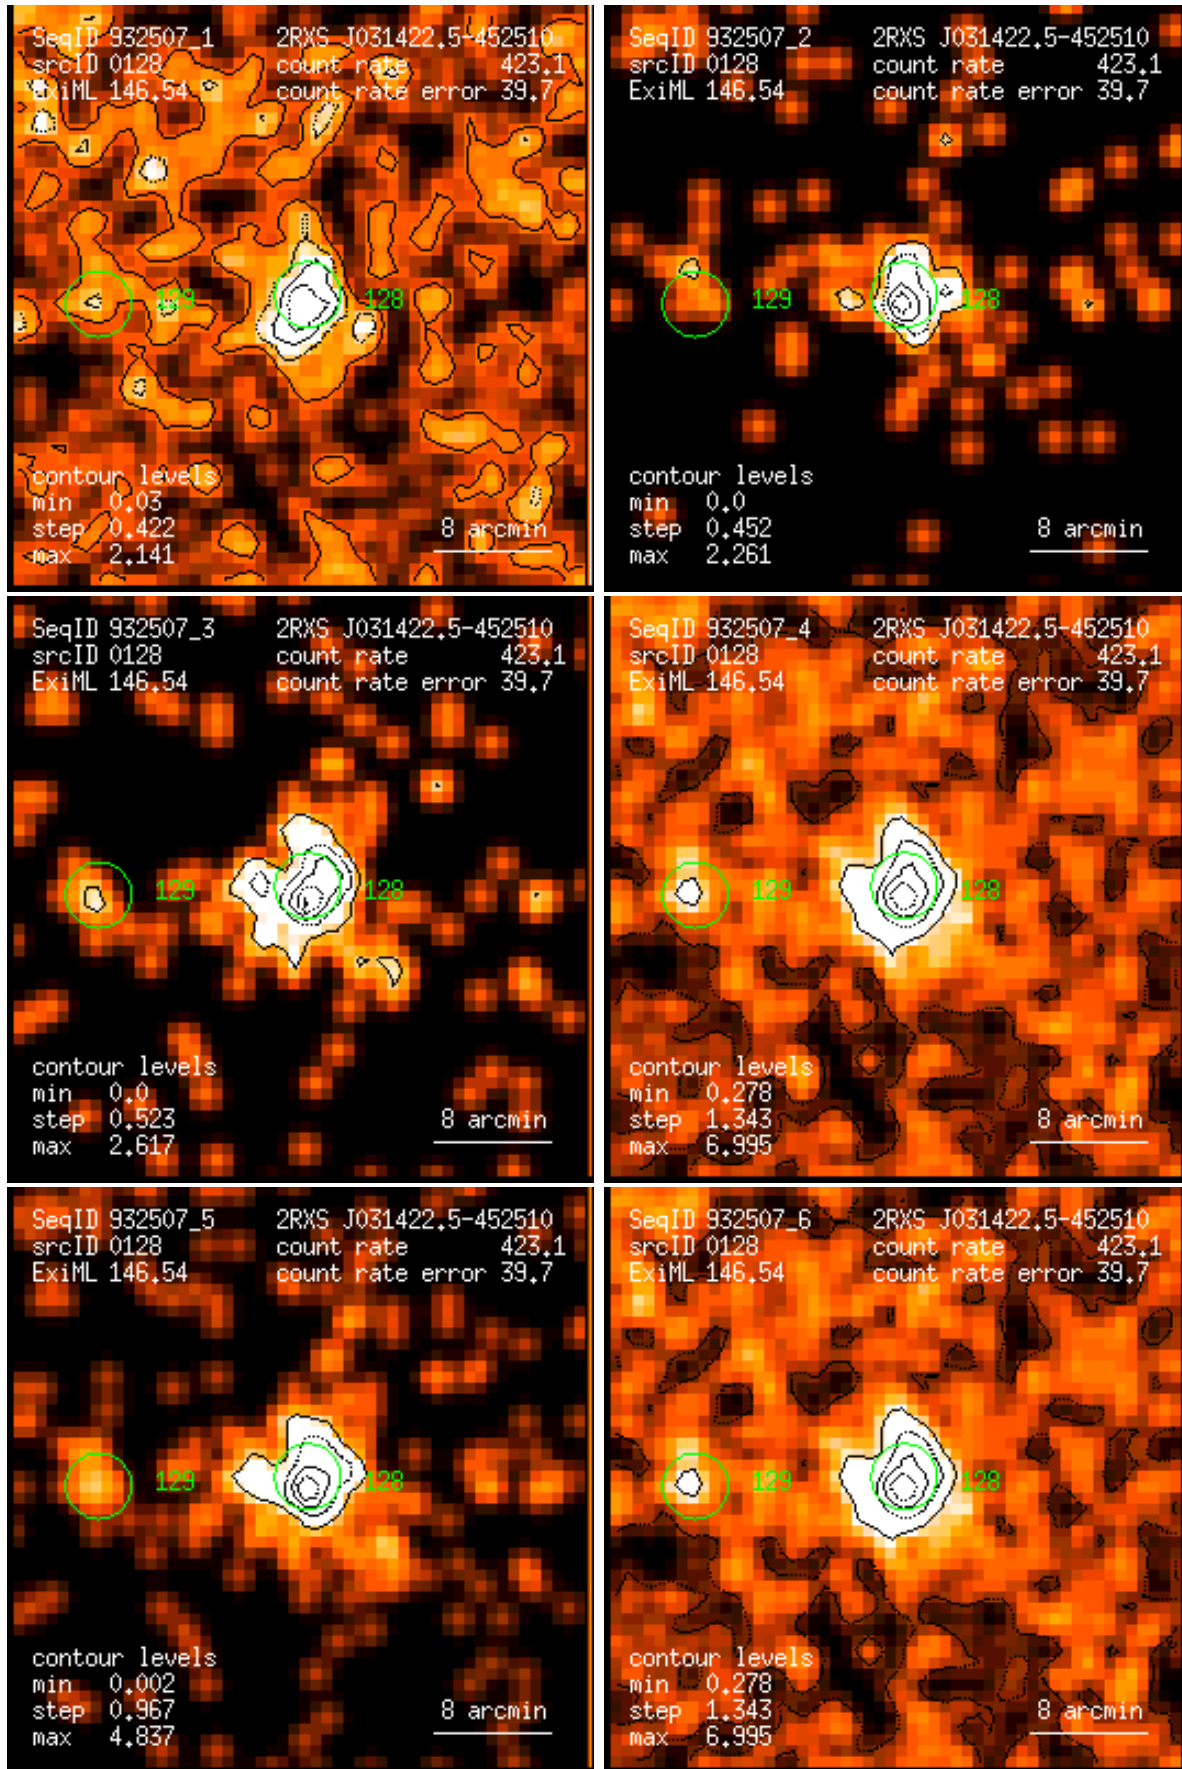 SeqID 932507_1 2RXS J031422.5-452510
srcID 0128 count rate 423.1
ExiML 146.54 count rate error 39.7
129 128
contour levels
min 0.03
step 0.422 8 arcmin
max 2.141
SeqID 932507_2 2RXS J031422.5-452510
srcID 0128 count rate 423.1
ExiML 146.54 count rate error 39.7
129 128
contour levels
min 0.0
step 0.452 8 arcmin
max 2.261
SeqID 932507_3 2RXS J031422.5-452510
srcID 0128 count rate 423.1
ExiML 146.54 count rate error 39.7
129 128
contour levels
min 0.0
step 0.523 8 arcmin
max 2.617
SeqID 932507_4 2RXS J031422.5-452510
srcID 0128 count rate 423.1
ExiML 146.54 count rate error 39.7
129 128
contour levels
min 0.278
step 1.343 8 arcmin
max 6.995
SeqID 932507_5 2RXS J031422.5-452510
srcID 0128 count rate 423.1
ExiML 146.54 count rate error 39.7
129 128
contour levels
min 0.002
step 0.967 8 arcmin
max 4.837
SeqID 932507_6 2RXS J031422.5-452510
srcID 0128 count rate 423.1
ExiML 146.54 count rate error 39.7
129 128
contour levels
min 0.278
step 1.343 8 arcmin
max 6.995